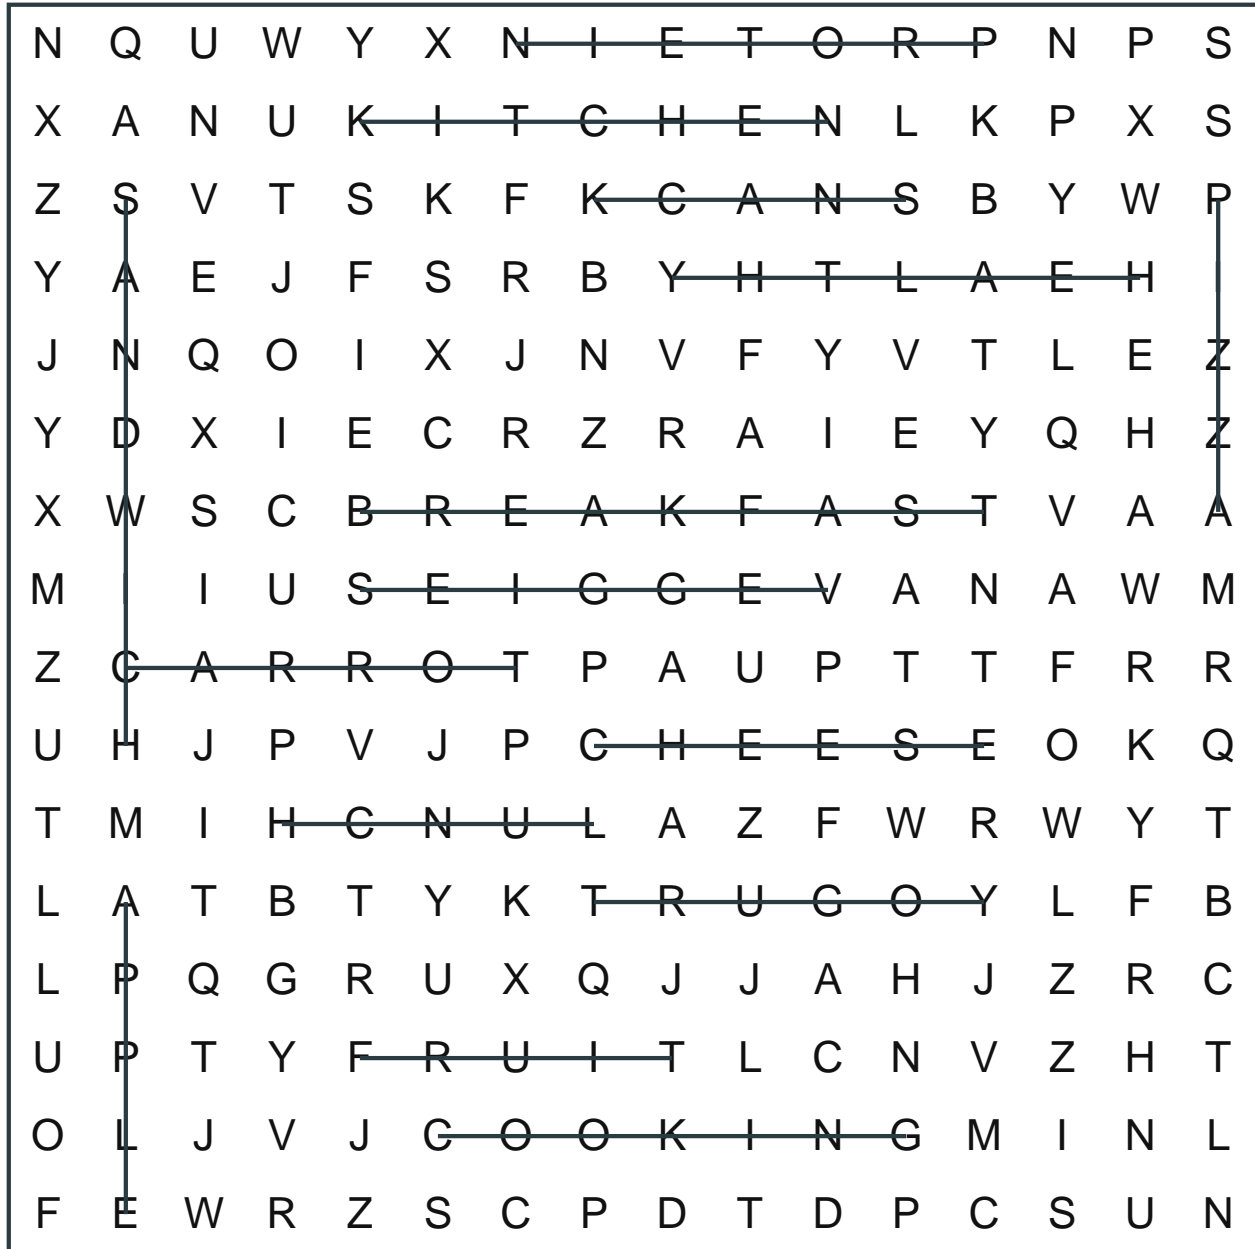 N Q U W Y X N I E T O R P N P S
X A N U K I T C H E N L K P X S
Z S V T S K F K C A N S B Y W P
Y A E J F S R B Y H T L A E H I
J N Q O I X J N V F Y V T L E Z
Y D X I E C R Z R A I E Y Q H Z
X W S C B R E A K F A S T V A A
M I I U S E I G G E V A N A W M
Z C A R R O T P A U P T T F R R
U H J P V J P C H E E S E O K Q
T M I H C N U L A Z F W R W Y T
L A T B T Y K T R U G O Y L F B
L P Q G R U X Q J J A H J Z R C
U P T Y F R U I T L C N V Z H T
O L J V J C O O K I N G M I N L
F E W R Z S C P D T D P C S U N